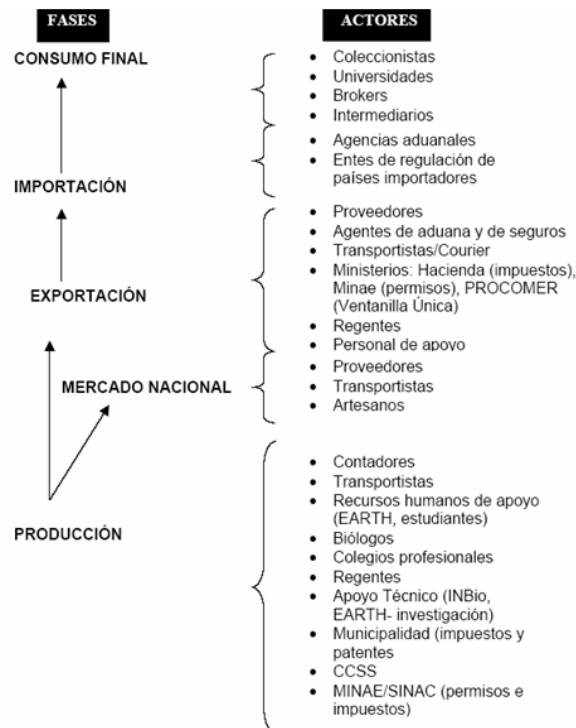 FASES
ACTORES
CONSUMO FINAL
• Coleccionistas
• Universidades
• Brokers
• Intermediarios
• Agencias aduanales
• Entes de regulación de
países importadores
IMPORTACIÓN
• Proveedores
• Agentes de aduana y de seguros
• Transportistas/Courier
• Ministerios: Hacienda (impuestos),
Minae (permisos), PROCOMER
(Ventanilla Única)
• Regentes
• Personal de apoyo
EXPORTACIÓN
MERCADO NACIONAL
• Proveedores
• Transportistas
• Artesanos
PRODUCCIÓN
• Contadores
• Transportistas
• Recursos humanos de apoyo
(EARTH, estudiantes)
• Biólogos
• Colegios profesionales
• Regentes
• Apoyo Técnico (INBio,
EARTH- investigación)
• Municipalidad (impuestos y
patentes
• CCSS
• MINAE/SINAC (permisos e
impuestos)